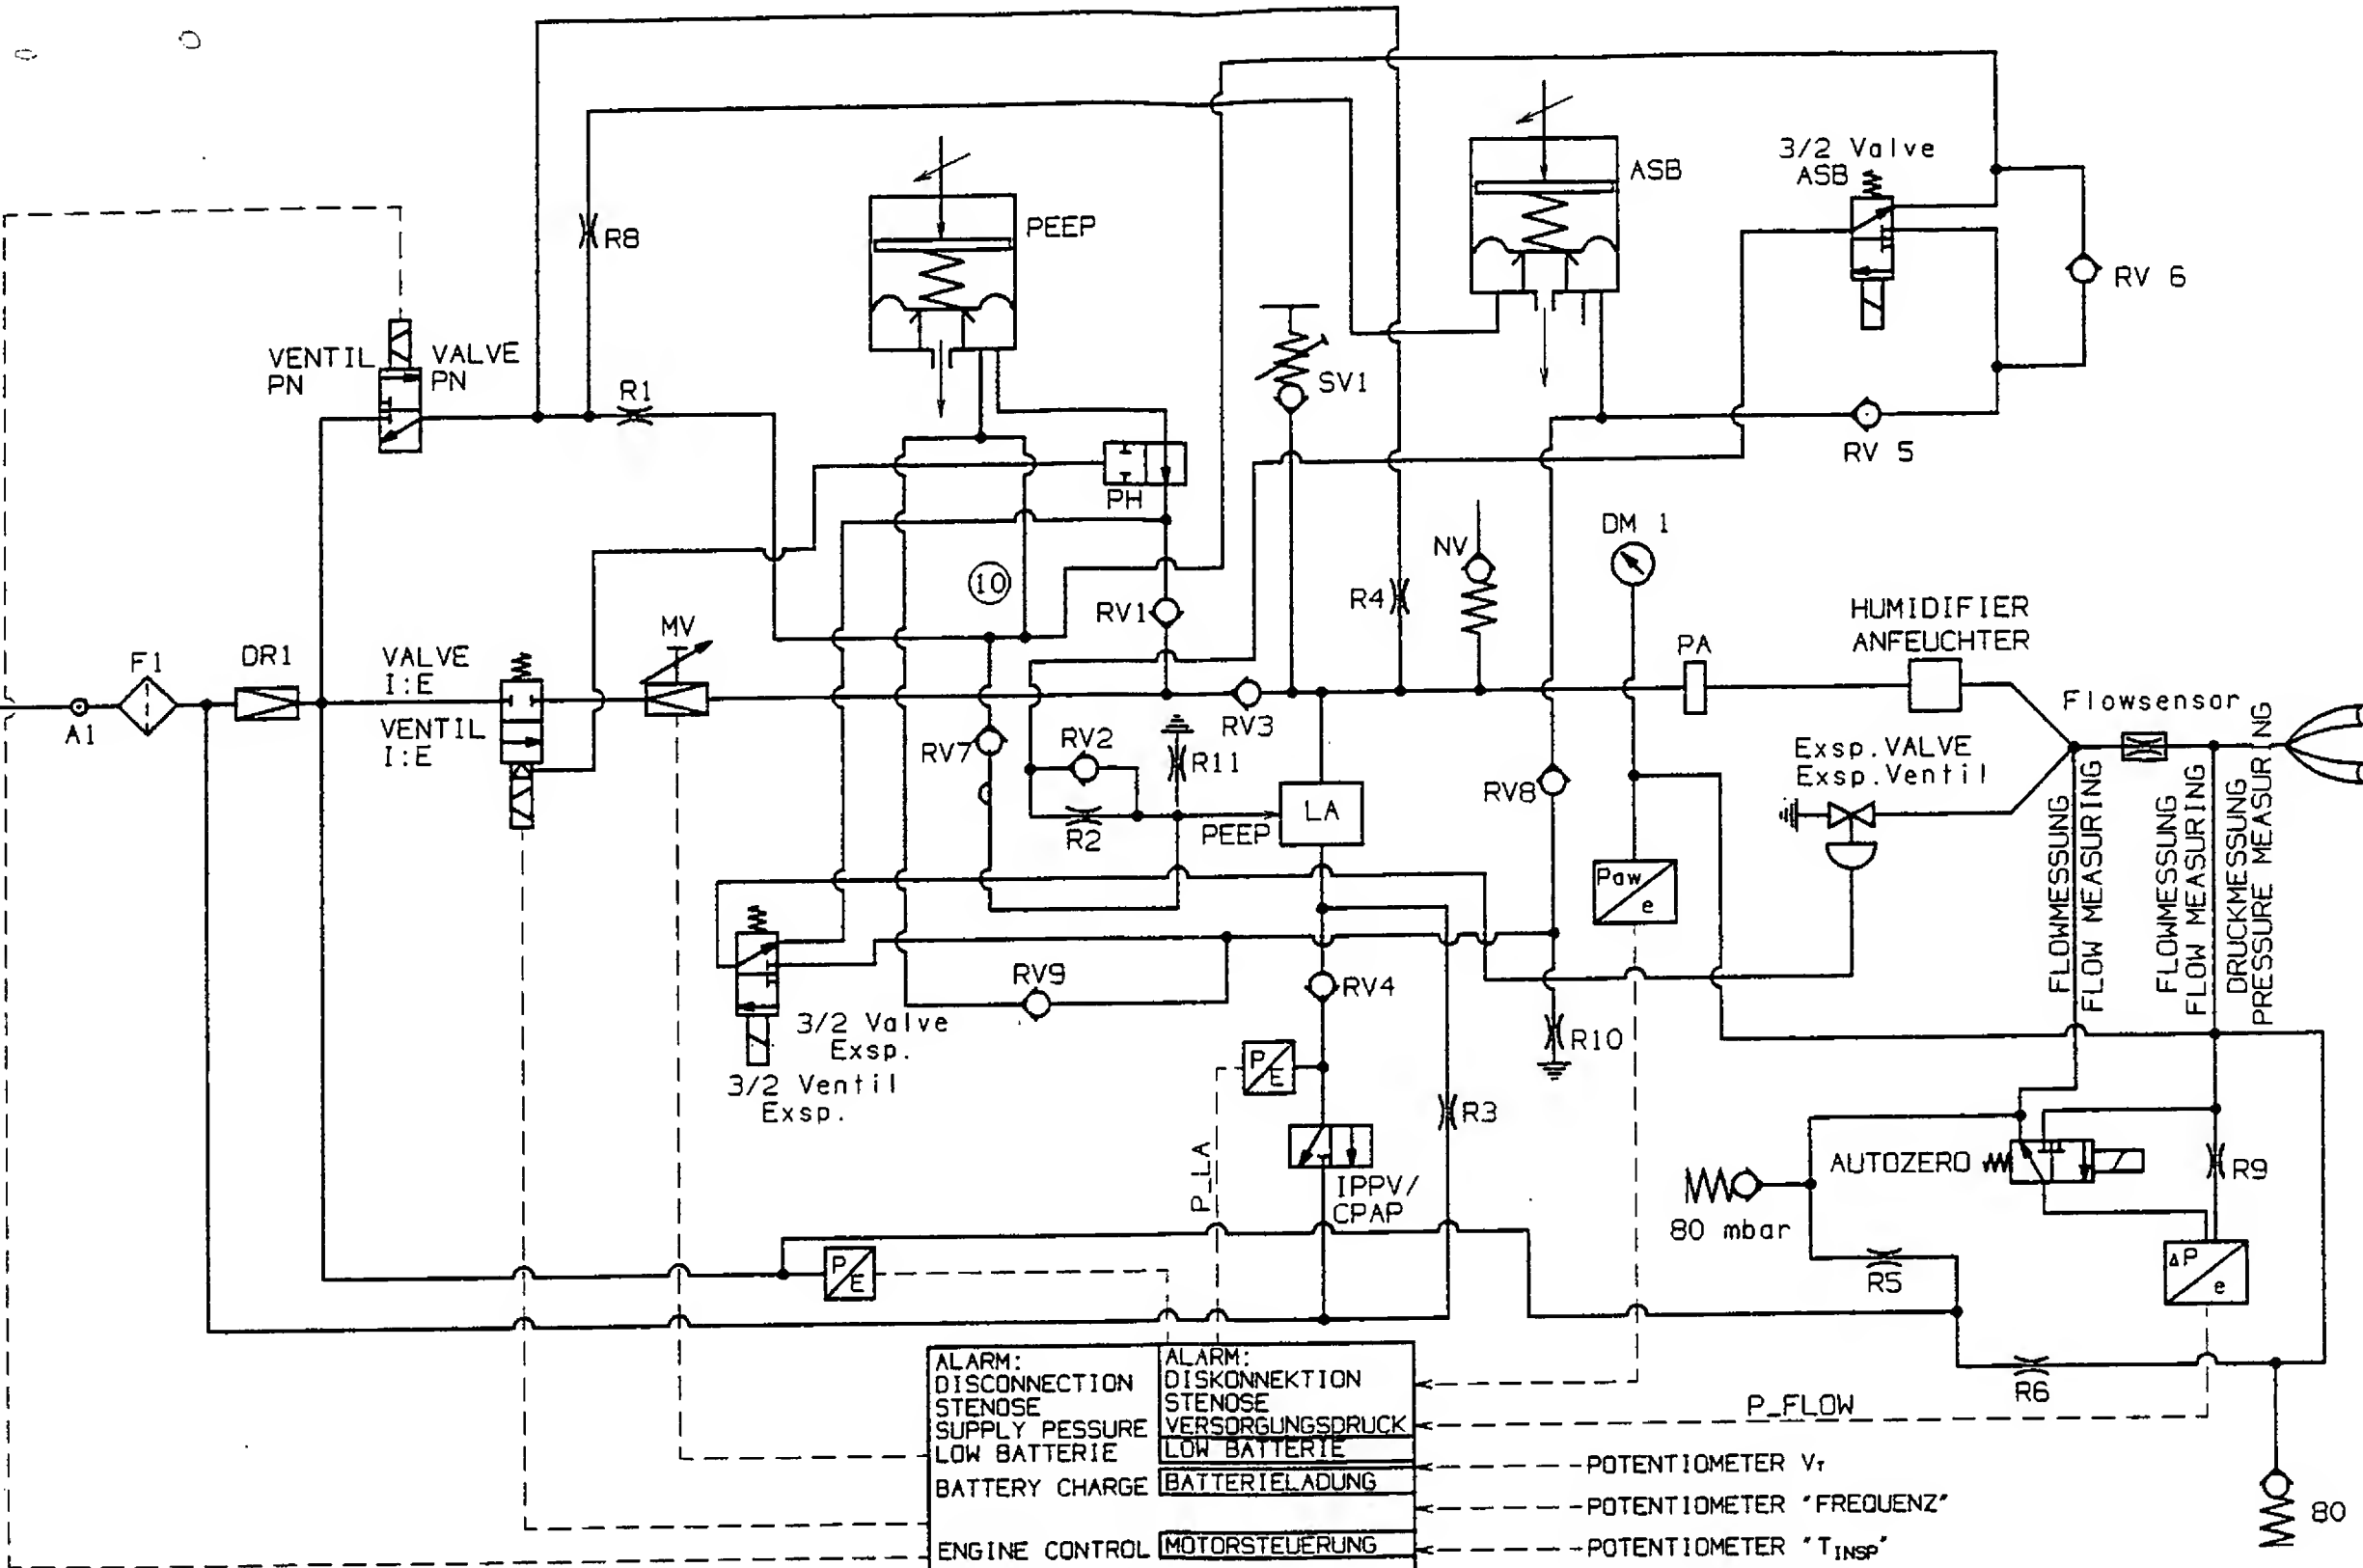 ASB
3/2 Valve
ASB
PEEP
R8
RV 6
VENTIL
PN
VALVE
PN
R1
SV1
RV 5
PH
DM 1
NV
10
RV1
R4
HUMIDIFIER
ANFEUCHTER
PA
MV
F1
DR1
VALVE
I:E
A1
VENTIL
I:E
RV3
RV7
RV2
R11
RV8
Flowsensor
Exsp.VALVE
Exsp.Ventil
LA
R2
PEEP
FLOWMESSUNG
FLOW MEASURING
FLOWMESSUNG
FLOW MEASURING
DRUCKMESSUNG
PRESSURE MEASURING
Paw
e
RV9
RV4
3/2 Valve
Exsp.
3/2 Ventil
Exsp.
R10
P
E
R3
P_LA
IPPV/
CPAP
AUTOZERO
R9
80 mbar
R5
ΔP
e
P
E
R6
ALARM:
DISCONNECTION
STENOSE
SUPPLY PESSURE
LOW BATTERIE
BATTERY CHARGE
ENGINE CONTROL
ALARM:
DISKONNEKTION
STENOSE
VERSORGUNGSDRUCK
LOW BATTERIE
BATTERIELADUNG
MOTORSTEUERUNG
P_FLOW
POTENTIOMETER VT
POTENTIOMETER "FREQUENZ"
POTENTIOMETER "TINSP"
80